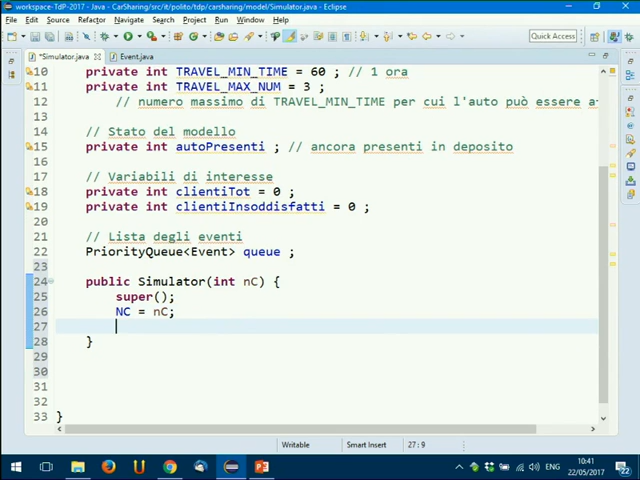 workspace-TdP-2017 - Java - CarSharing/src/it/polito/tdp/carsharing/model/Simulator.java - Eclipse
File Edit Source Refactor Navigate Search Project Run Window Help
Quick Access
*Simulator.java Event.java
10 private int TRAVEL_MIN_TIME = 60 ; // 1 ora
11 private int TRAVEL_MAX_NUM = 3 ;
12 // numero massimo di TRAVEL_MIN_TIME per cui l'auto può essere a
13
14 // Stato del modello
15 private int autoPresenti ; // ancora presenti in deposito
16
17 // Variabili di interesse
18 private int clientiTot = 0 ;
19 private int clientiInsoddisfatti = 0 ;
20
21 // Lista degli eventi
22 PriorityQueue<Event> queue ;
23
24 public Simulator(int nC) {
25 super();
26 NC = nC;
27
28 }
29
30
31
32
33 }
Writable Smart Insert 27 : 9
ENG 10:41
22/05/2017 22